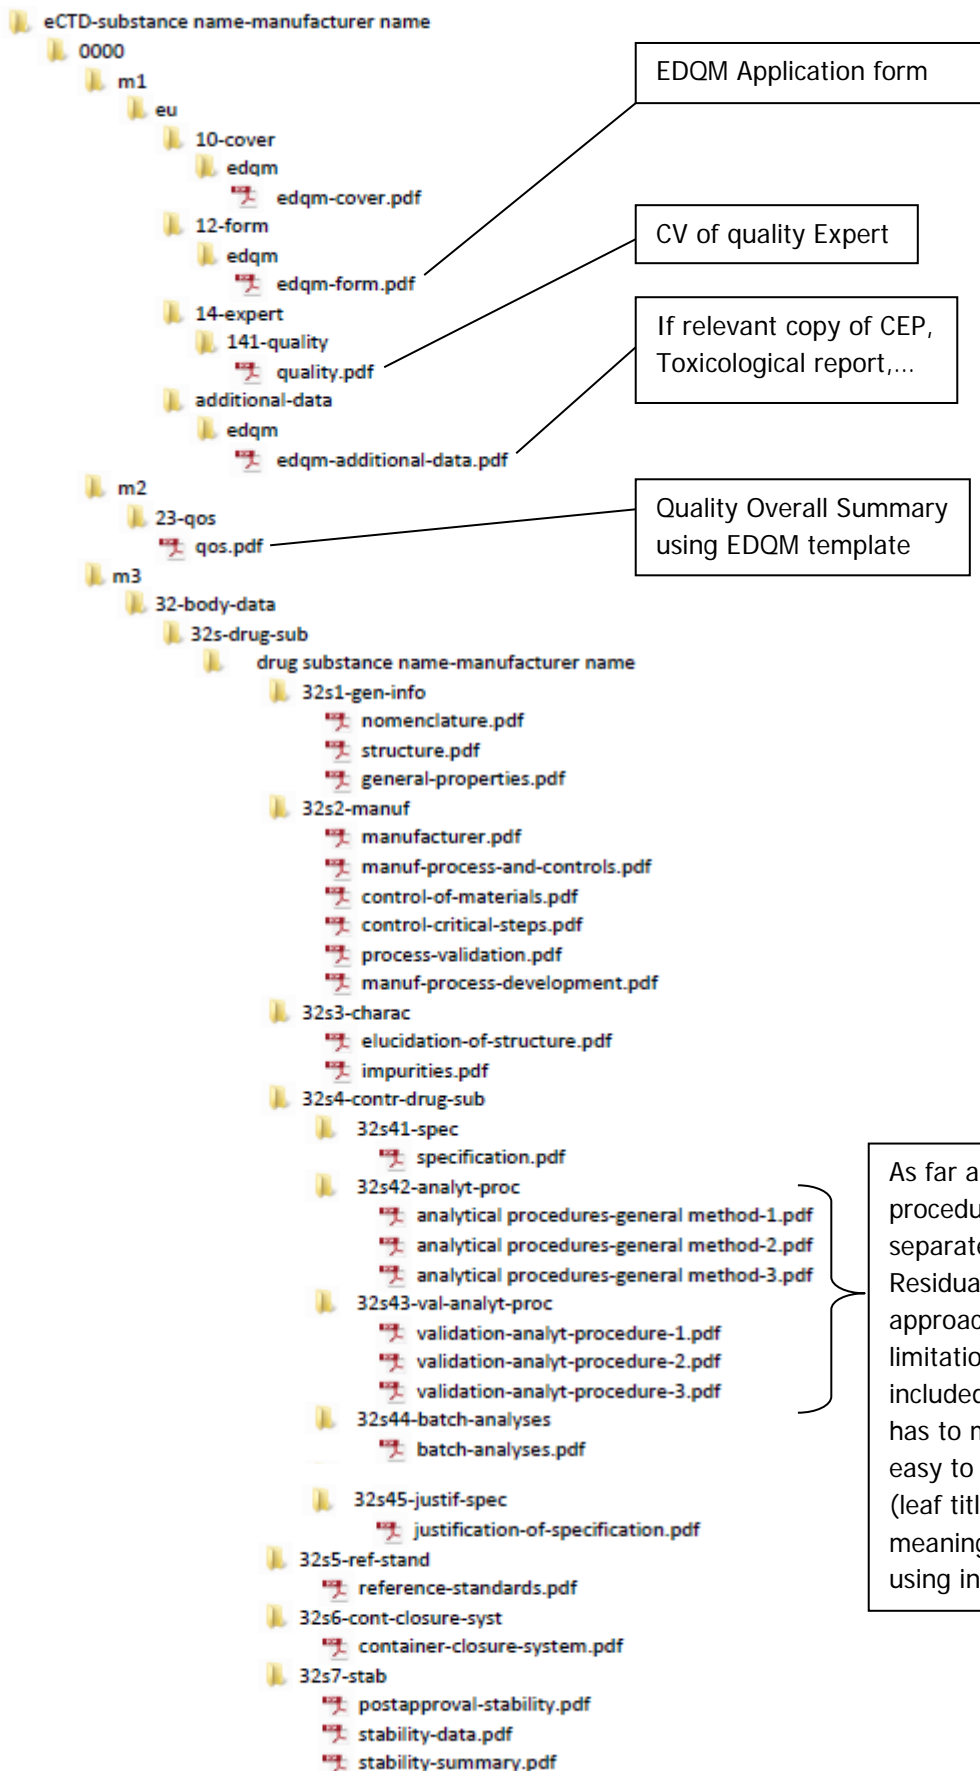 eCTD-substance name-manufacturer name
0000
m1
eu
10-cover
edqm
edqm-cover.pdf
12-form
edqm
edqm-form.pdf
14-expert
141-quality
quality.pdf
additional-data
edqm
edqm-additional-data.pdf
EDQM Application form
CV of quality Expert
If relevant copy of CEP,
Toxicological report,...
m2
23-qos
qos.pdf
Quality Overall Summary
using EDQM template
m3
32-body-data
32s-drug-sub
drug substance name-manufacturer name
32s1-gen-info
nomenclature.pdf
structure.pdf
general-properties.pdf
32s2-manuf
manufacturer.pdf
manuf-process-and-controls.pdf
control-of-materials.pdf
control-critical-steps.pdf
process-validation.pdf
manuf-process-development.pdf
32s3-charac
elucidation-of-structure.pdf
impurities.pdf
32s4-contr-drug-sub
32s41-spec
specification.pdf
32s42-analyt-proc
analytical procedures-general method-1.pdf
analytical procedures-general method-2.pdf
analytical procedures-general method-3.pdf
32s43-val-analyt-proc
validation-analyt-procedure-1.pdf
validation-analyt-procedure-2.pdf
validation-analyt-procedure-3.pdf
32s44-batch-analyses
batch-analyses.pdf
32s45-justif-spec
justification-of-specification.pdf
32s5-ref-stand
reference-standards.pdf
32s6-cont-closure-syst
container-closure-system.pdf
32s7-stab
postapproval-stability.pdf
stability-data.pdf
stability-summary.pdf
As far a
procedu
separate
Residua
approac
limitatio
included
has to n
easy to
(leaf titl
meaning
using in